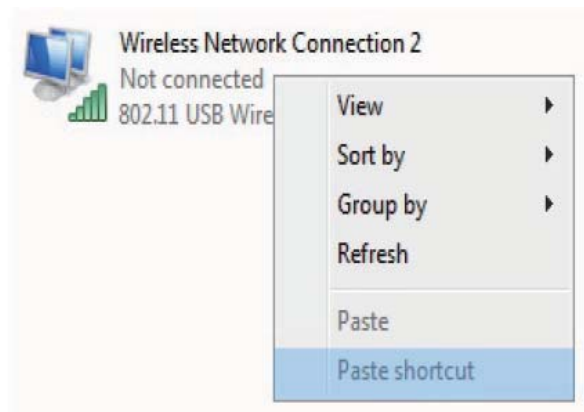 Wireless Network Connection 2
Not connected
802.11 USB Wire
View
Sort by
Group by
Refresh
Paste
Paste shortcut